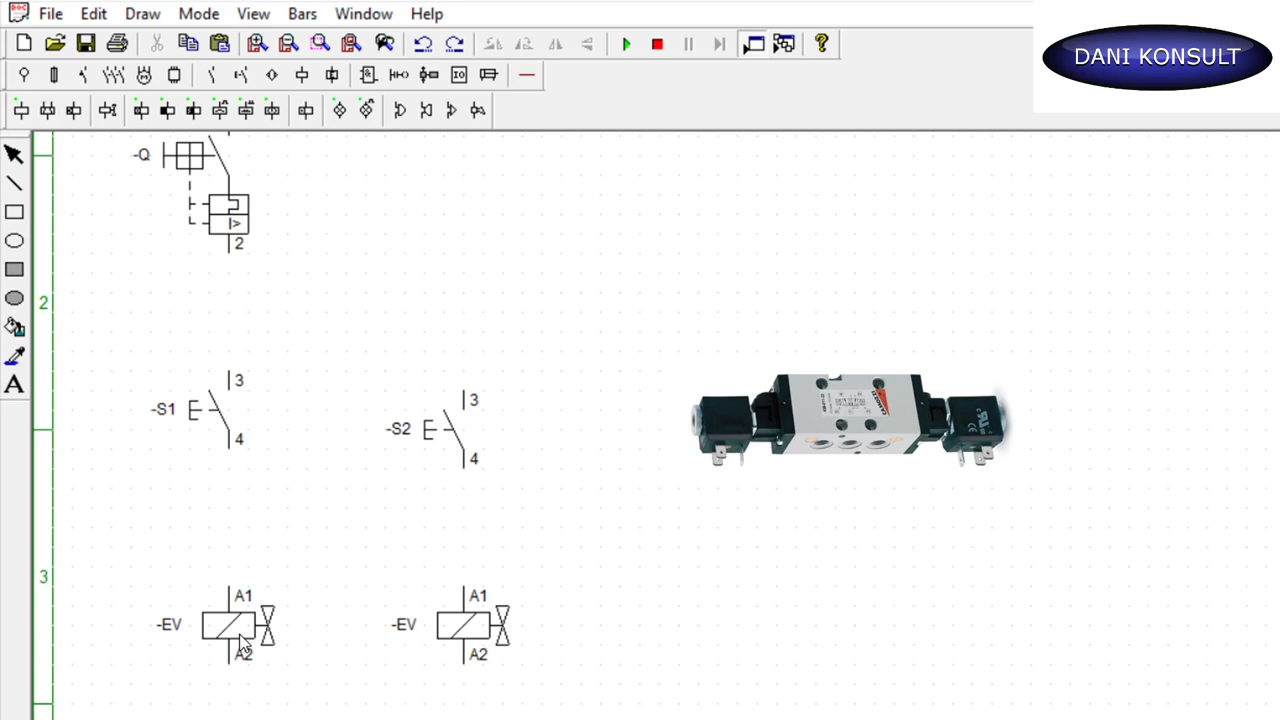 File Edit Draw Mode View Bars Window Help
DANI KONSULT
-Q
2
2
3
-S1
4
3
-S2
4
3
A1
-EV
A2
A1
-EV
A2
A
CAMOZZI